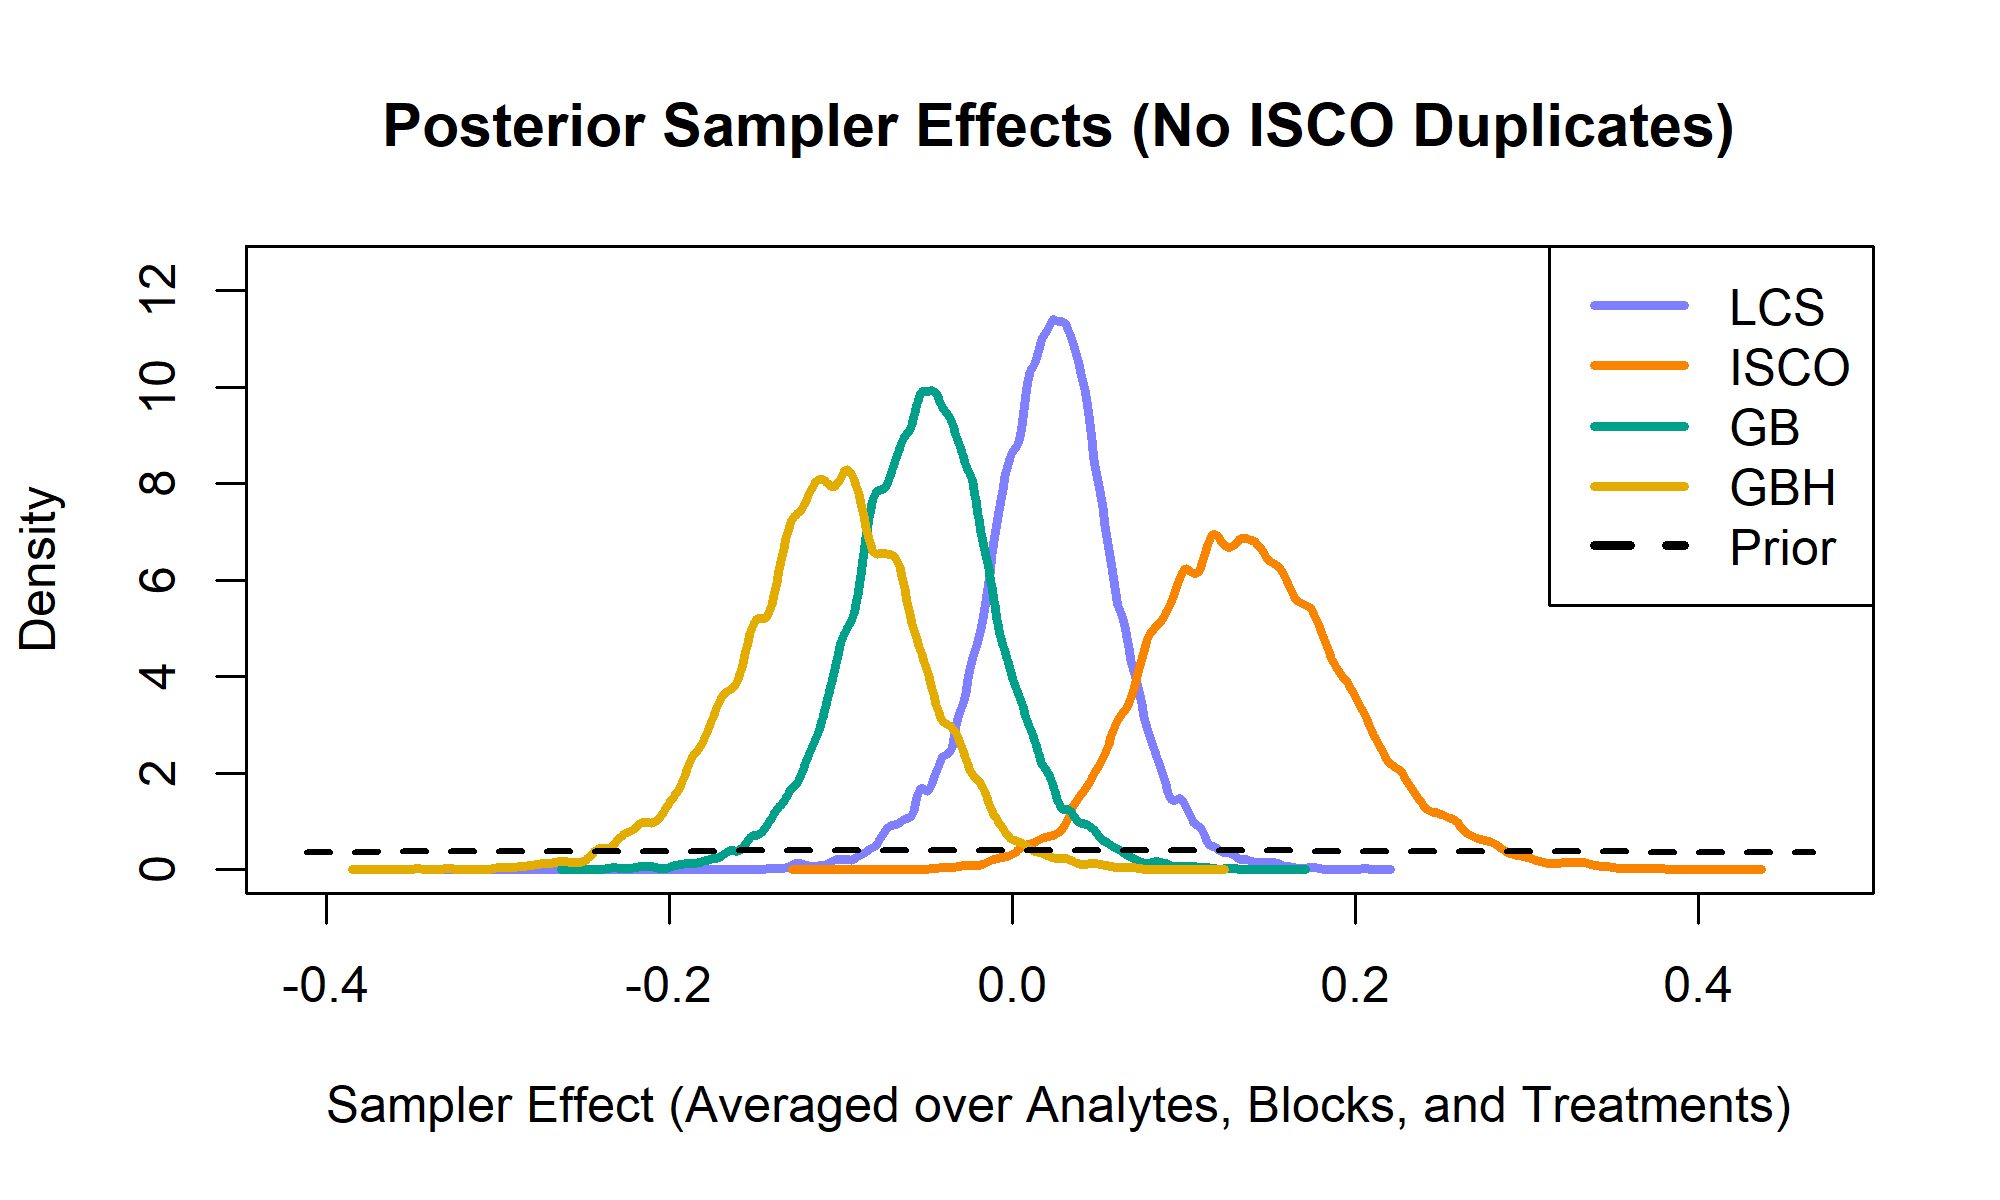 Posterior Sampler Effects (No ISCO Duplicates)
LCS
ISCO
GB
GBH
Prior
Density
12
10
8
6
4
2
0
-0.4 -0.2 0.0 0.2 0.4
Sampler Effect (Averaged over Analytes, Blocks, and Treatments)